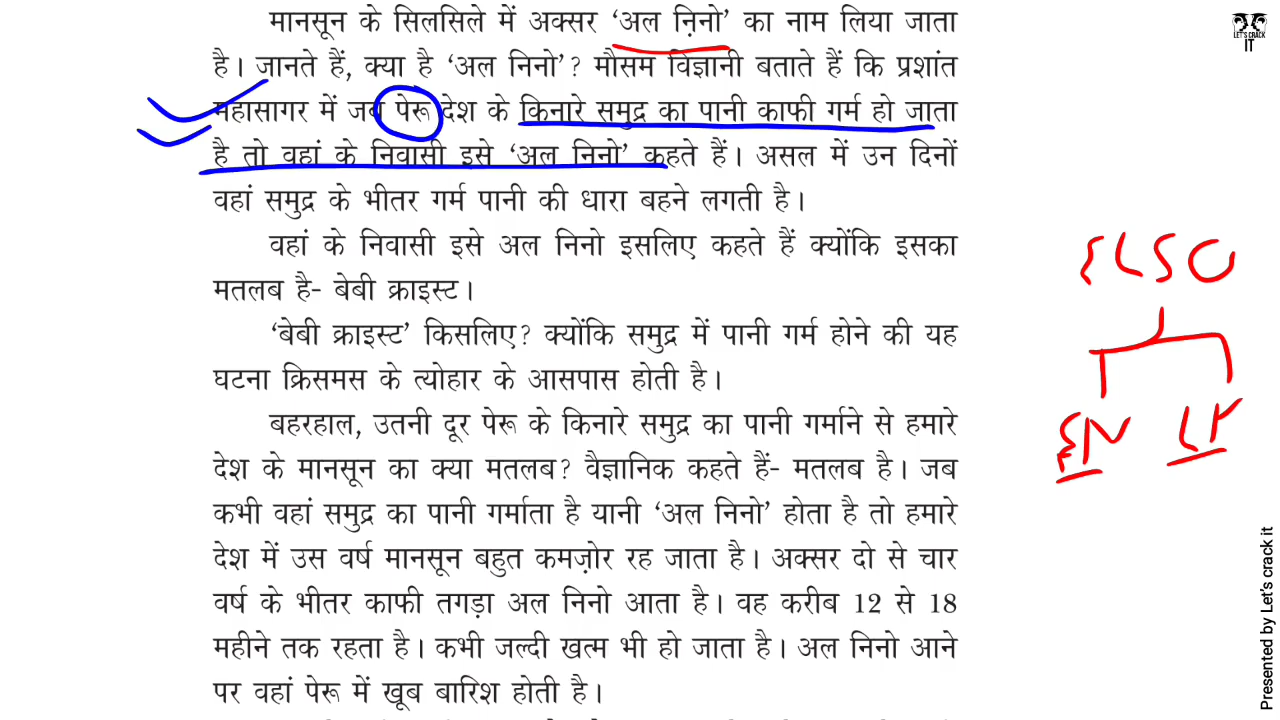 मानसून के सिलसिले में अक्सर ‘अल निनो’ का नाम लिया जाता
है। जानते हैं, क्या है ‘अल निनो’? मौसम विज्ञानी बताते हैं कि प्रशांत
महासागर में जब पेरू देश के किनारे समुद्र का पानी काफी गर्म हो जाता
है तो वहां के निवासी इसे ‘अल निनो’ कहते हैं। असल में उन दिनों
वहां समुद्र के भीतर गर्म पानी की धारा बहने लगती है।
वहां के निवासी इसे अल निनो इसलिए कहते हैं क्योंकि इसका
मतलब है- बेबी क्राइस्ट।
‘बेबी क्राइस्ट’ किसलिए? क्योंकि समुद्र में पानी गर्म होने की यह
घटना क्रिसमस के त्योहार के आसपास होती है।
बहरहाल, उतनी दूर पेरू के किनारे समुद्र का पानी गर्माने से हमारे
देश के मानसून का क्या मतलब? वैज्ञानिक कहते हैं- मतलब है। जब
कभी वहां समुद्र का पानी गर्माता है यानी ‘अल निनो’ होता है तो हमारे
देश में उस वर्ष मानसून बहुत कमज़ोर रह जाता है। अक्सर दो से चार
वर्ष के भीतर काफी तगड़ा अल निनो आता है। वह करीब 12 से 18
महीने तक रहता है। कभी जल्दी खत्म भी हो जाता है। अल निनो आने
पर वहां पेरू में खूब बारिश होती है।
EN
LET'S CRACK
IT
Presented by Let's crack it